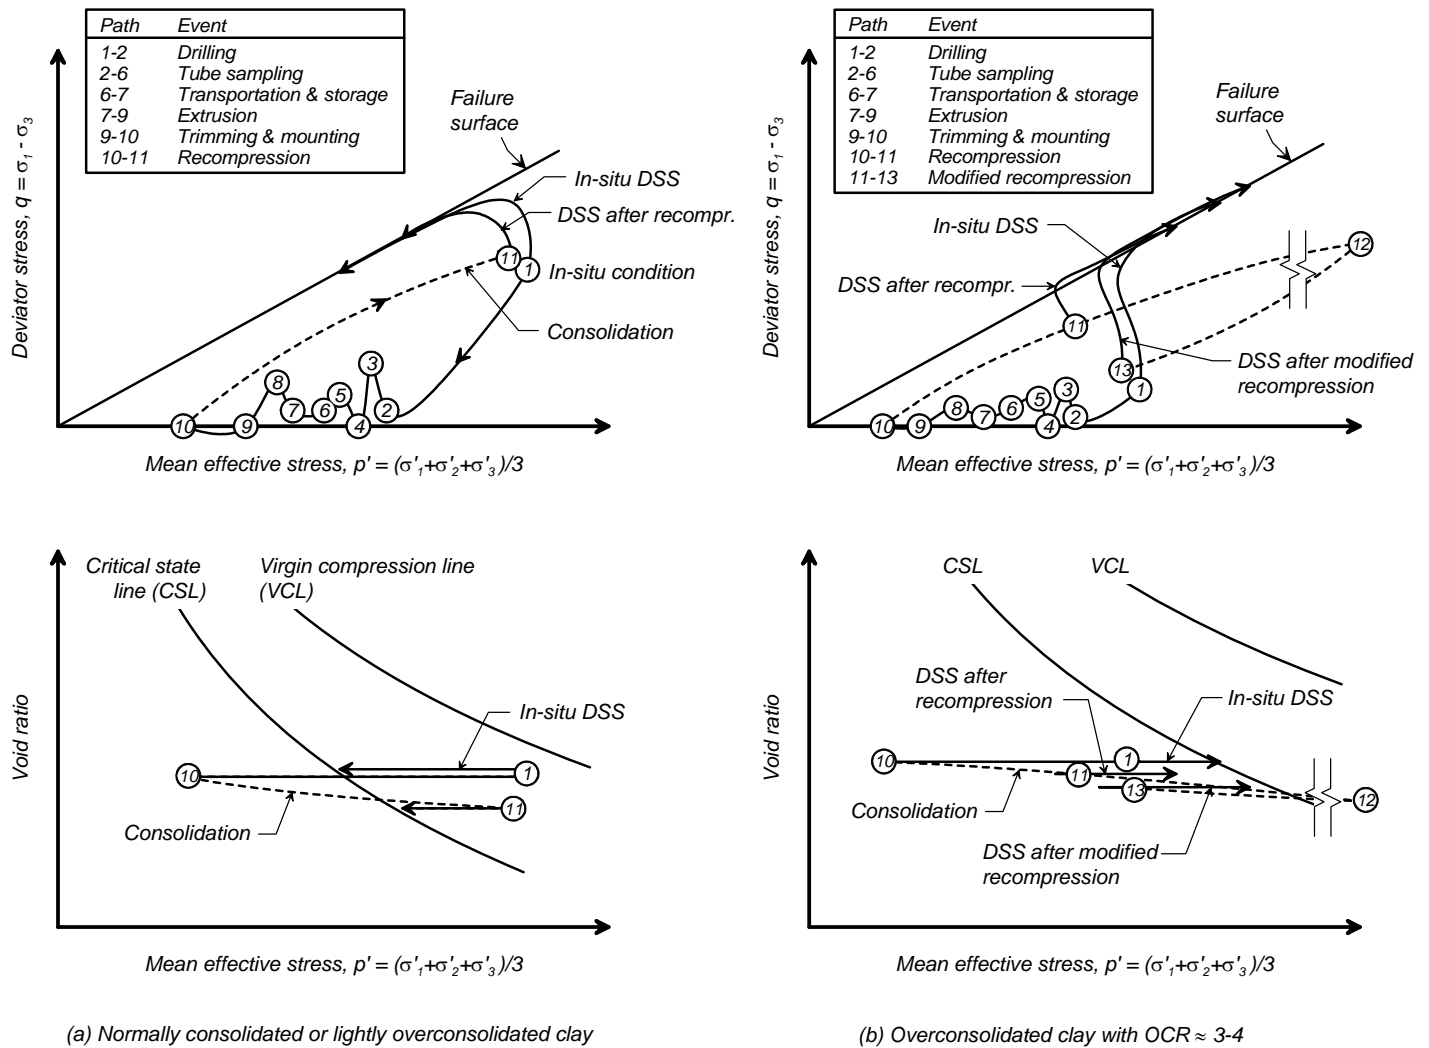 Path Event
1-2 Drilling
2-6 Tube sampling
6-7 Transportation & storage
7-9 Extrusion
9-10 Trimming & mounting
10-11 Recompression
Deviator stress, q = σ1 - σ3
Failure
surface
In-situ DSS
DSS after recompr.
11
1
In-situ condition
Consolidation
3
8
5
7
6
2
10
9
4
Mean effective stress, p' = (σ'1+σ'2+σ'3)/3
Path Event
1-2 Drilling
2-6 Tube sampling
6-7 Transportation & storage
7-9 Extrusion
9-10 Trimming & mounting
10-11 Recompression
11-13 Modified recompression
Deviator stress, q = σ1 - σ3
Failure
surface
In-situ DSS
12
DSS after recompr.
11
DSS after modified
recompression
13
1
3
5
8
6
7
2
10
9
4
Mean effective stress, p' = (σ'1+σ'2+σ'3)/3
Critical state
line (CSL)
Virgin compression line
(VCL)
Void ratio
In-situ DSS
10
1
11
Consolidation
Mean effective stress, p' = (σ'1+σ'2+σ'3)/3
(a) Normally consolidated or lightly overconsolidated clay
CSL
VCL
Void ratio
DSS after
recompression
In-situ DSS
10
1
11
13
12
Consolidation
DSS after modified
recompression
Mean effective stress, p' = (σ'1+σ'2+σ'3)/3
(b) Overconsolidated clay with OCR ≈ 3-4